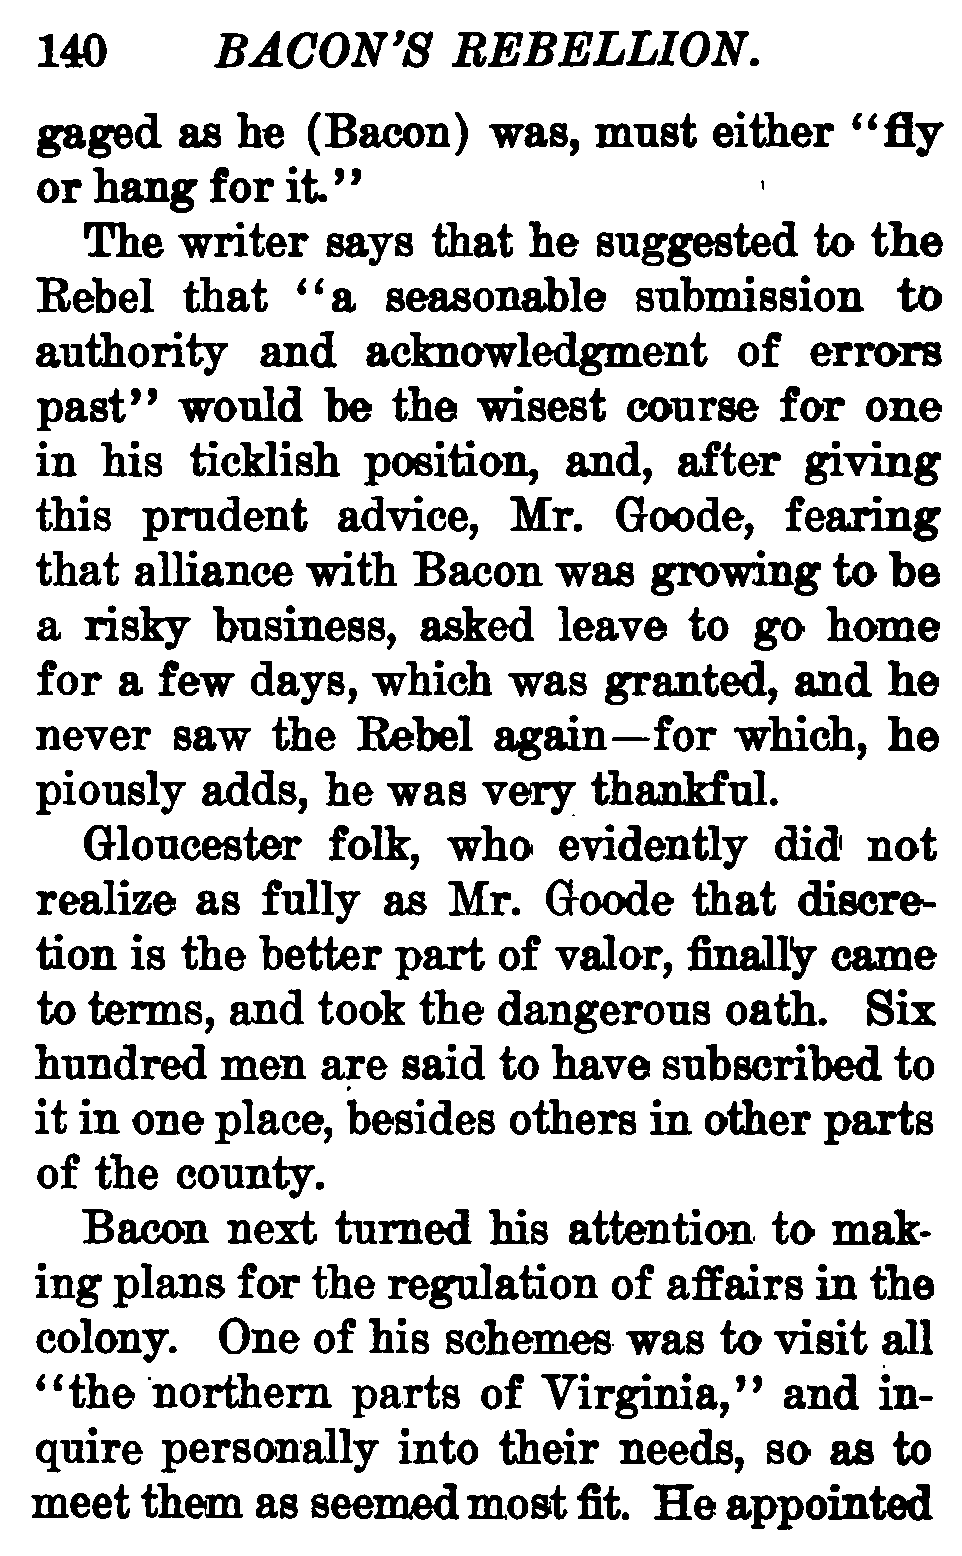 140 BACON'S REBELLION.
gaged as he (Bacon) was, must either "fly
or hang for it."
The writer says that he suggested to the
Rebel that "a seasonable submission to
authority and acknowledgment of errors
past" would be the wisest course for one
in his ticklish position, and, after giving
this prudent advice, Mr. Goode, fearing
that alliance with Bacon was growing to be
a risky business, asked leave to go home
for a few days, which was granted, and he
never saw the Rebel again—for which, he
piously adds, he was very thankful.
Gloucester folk, who evidently did not
realize as fully as Mr. Goode that discre-
tion is the better part of valor, finally came
to terms, and took the dangerous oath. Six
hundred men are said to have subscribed to
it in one place, besides others in other parts
of the county.
Bacon next turned his attention to mak-
ing plans for the regulation of affairs in the
colony. One of his schemes was to visit all
"the northern parts of Virginia," and in-
quire personally into their needs, so as to
meet them as seemed most fit. He appointed